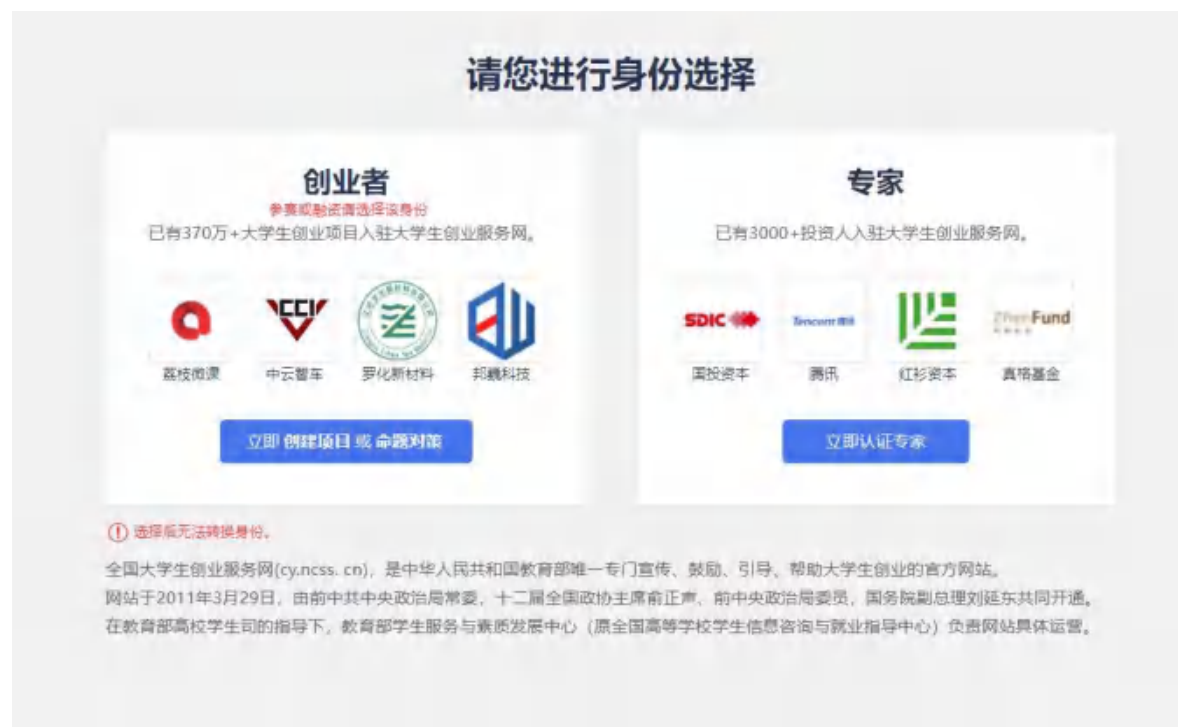 请您进行身份选择
创业者
参赛或融资请选择该身份
已有370万+大学生创业项目入驻大学生创业服务网。
荔枝微课
中云智车
罗化新材料
邦巍科技
立即 创建项目 或 命题对策
专家
已有3000+投资人入驻大学生创业服务网。
SDIC
Tencent 腾讯
ZhenFund
国投资本
腾讯
红衫资本
真格基金
立即认证专家
选择后无法转换身份。
全国大学生创业服务网(cy.ncss. cn)，是中华人民共和国教育部唯一专门宣传、鼓励、引导、帮助大学生创业的官方网站。
网站于2011年3月29日，由前中共中央政治局常委，十二届全国政协主席俞正声、前中央政治局委员，国务院副总理刘延东共同开通。
在教育部高校学生司的指导下，教育部学生服务与素质发展中心（原全国高等学校学生信息咨询与就业指导中心）负责网站具体运营。